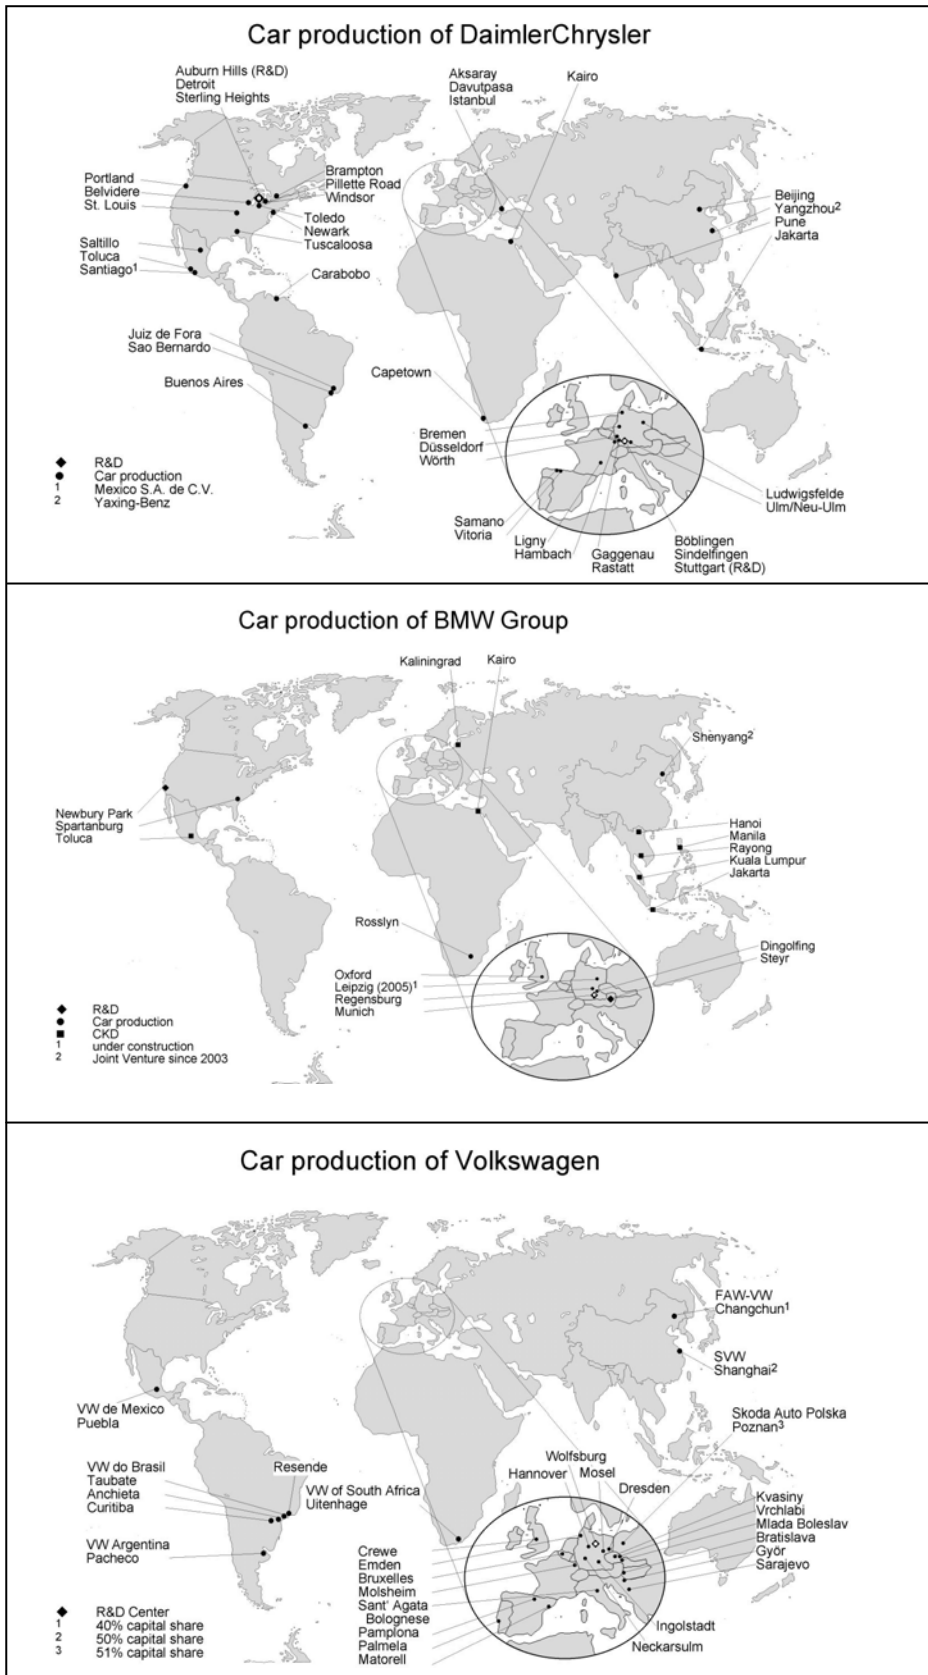 Car production of DaimlerChrysler
Auburn Hills (R&D)
Detroit
Sterling Heights
Aksaray
Davutpasa
Istanbul
Kairo
Portland
Belvidere
St. Louis
Brampton
Pillette Road
Windsor
Toledo
Newark
Tuscaloosa
Beijing
Yangzhou²
Pune
Jakarta
Saltillo
Toluca
Santiago¹
Carabobo
Juiz de Fora
Sao Bernardo
Buenos Aires
Capetown
Bremen
Düsseldorf
Wörth
R&D
Car production
1 Mexico S.A. de C.V.
2 Yaxing-Benz
Samano
Vitoria
Ligny
Hambach
Gaggenau
Rastatt
Böblingen
Sindelfingen
Stuttgart (R&D)
Ludwigsfelde
Ulm/Neu-Ulm
Car production of BMW Group
Kaliningrad
Kairo
Shenyang²
Newbury Park
Spartanburg
Toluca
Hanoi
Manila
Rayong
Kuala Lumpur
Jakarta
Rosslyn
Dingolfing
Steyr
Oxford
Leipzig (2005)¹
Regensburg
Munich
R&D
Car production
CKD
1 under construction
2 Joint Venture since 2003
Car production of Volkswagen
FAW-VW
Changchun¹
SVW
Shanghai²
VW de Mexico
Puebla
Skoda Auto Polska
Poznan³
VW do Brasil
Taubate
Anchieta
Curitiba
Resende
VW of South Africa
Uitenhage
Wolfsburg
Hannover
Mosel
Dresden
Kvasiny
Vrchlabi
Mlada Boleslav
Bratislava
Györ
Sarajevo
VW Argentina
Pacheco
Crewe
Emden
Bruxelles
Molsheim
Sant' Agata
Bolognese
Pamplona
Palmela
Matorell
Ingolstadt
Neckarsulm
R&D Center
1 40% capital share
2 50% capital share
3 51% capital share